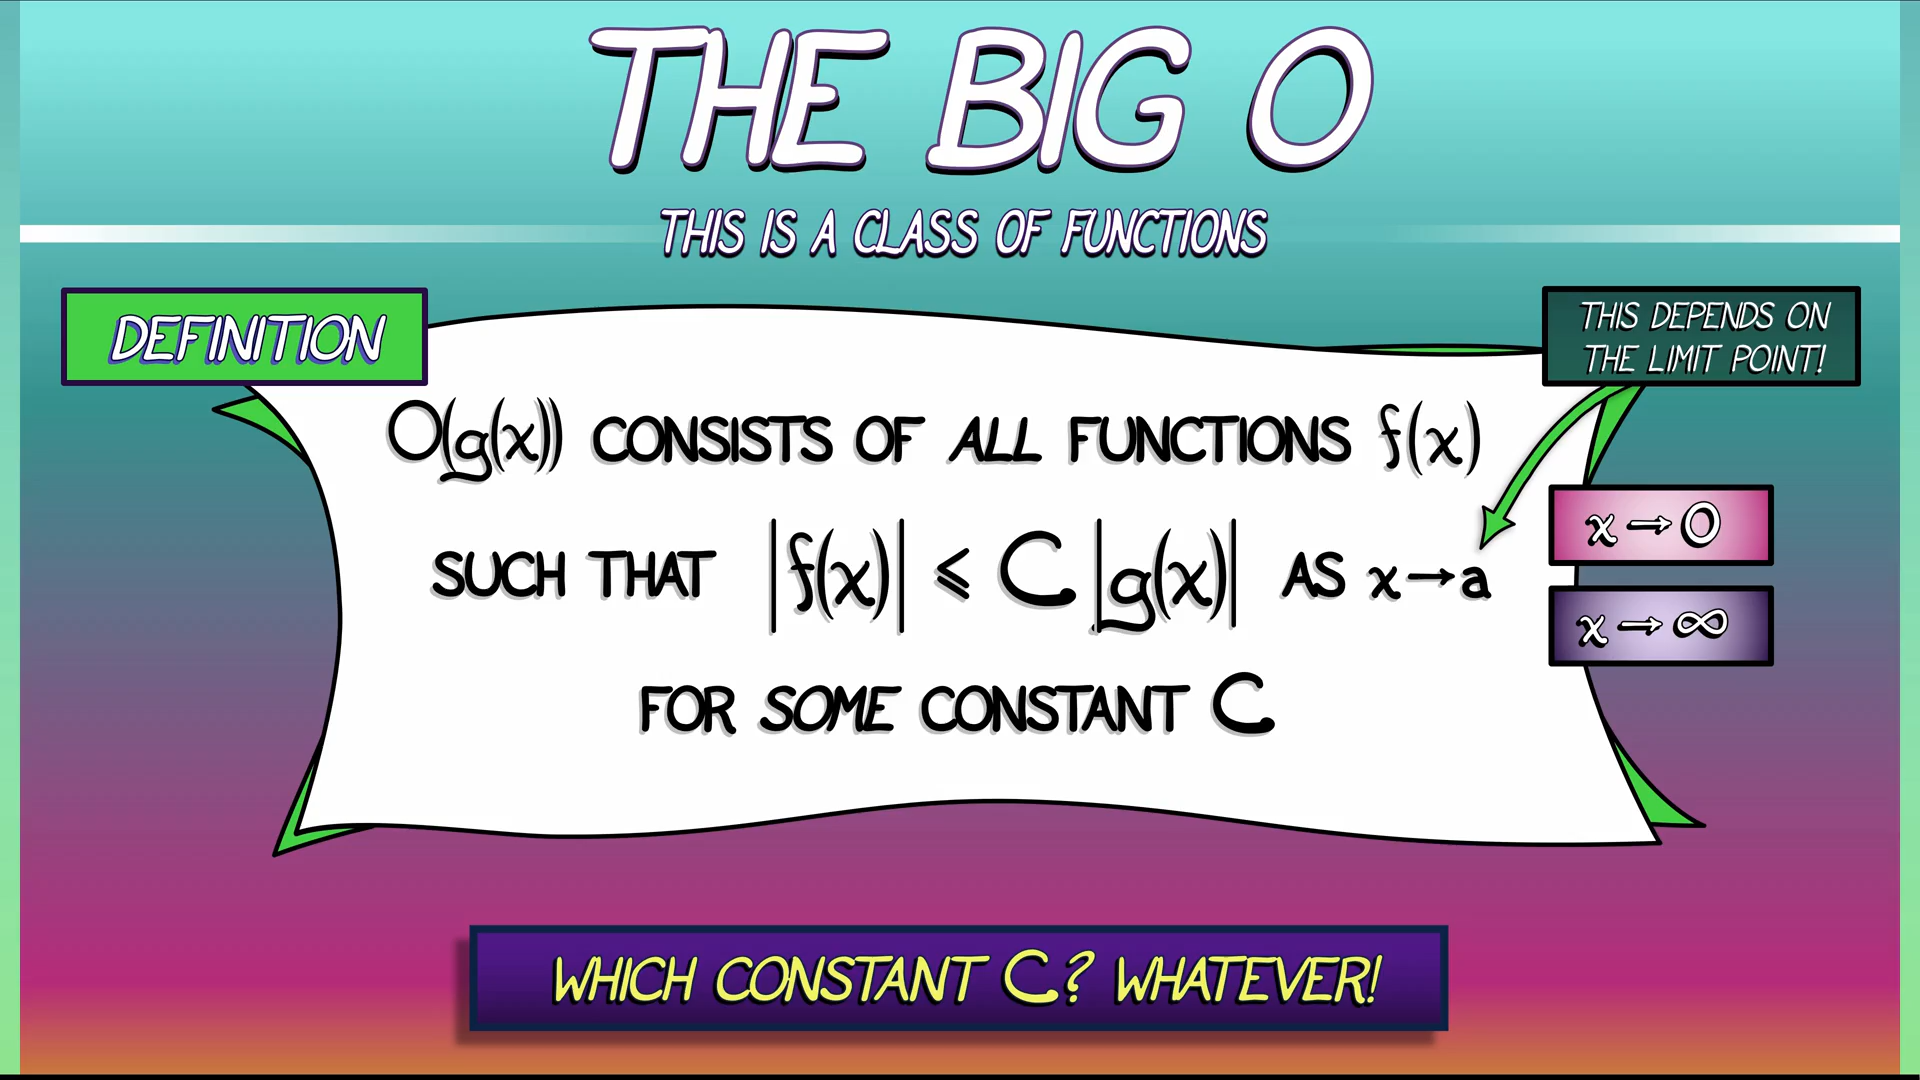 THE BIG O
THIS IS A CLASS OF FUNCTIONS
DEFINITION
THIS DEPENDS ON
THE LIMIT POINT!
O(g(x)) CONSISTS OF ALL FUNCTIONS f(x)
SUCH THAT |f(x)| ⩽ C |g(x)| AS x→a
x→0
x→∞
FOR SOME CONSTANT C
WHICH CONSTANT C? WHATEVER!